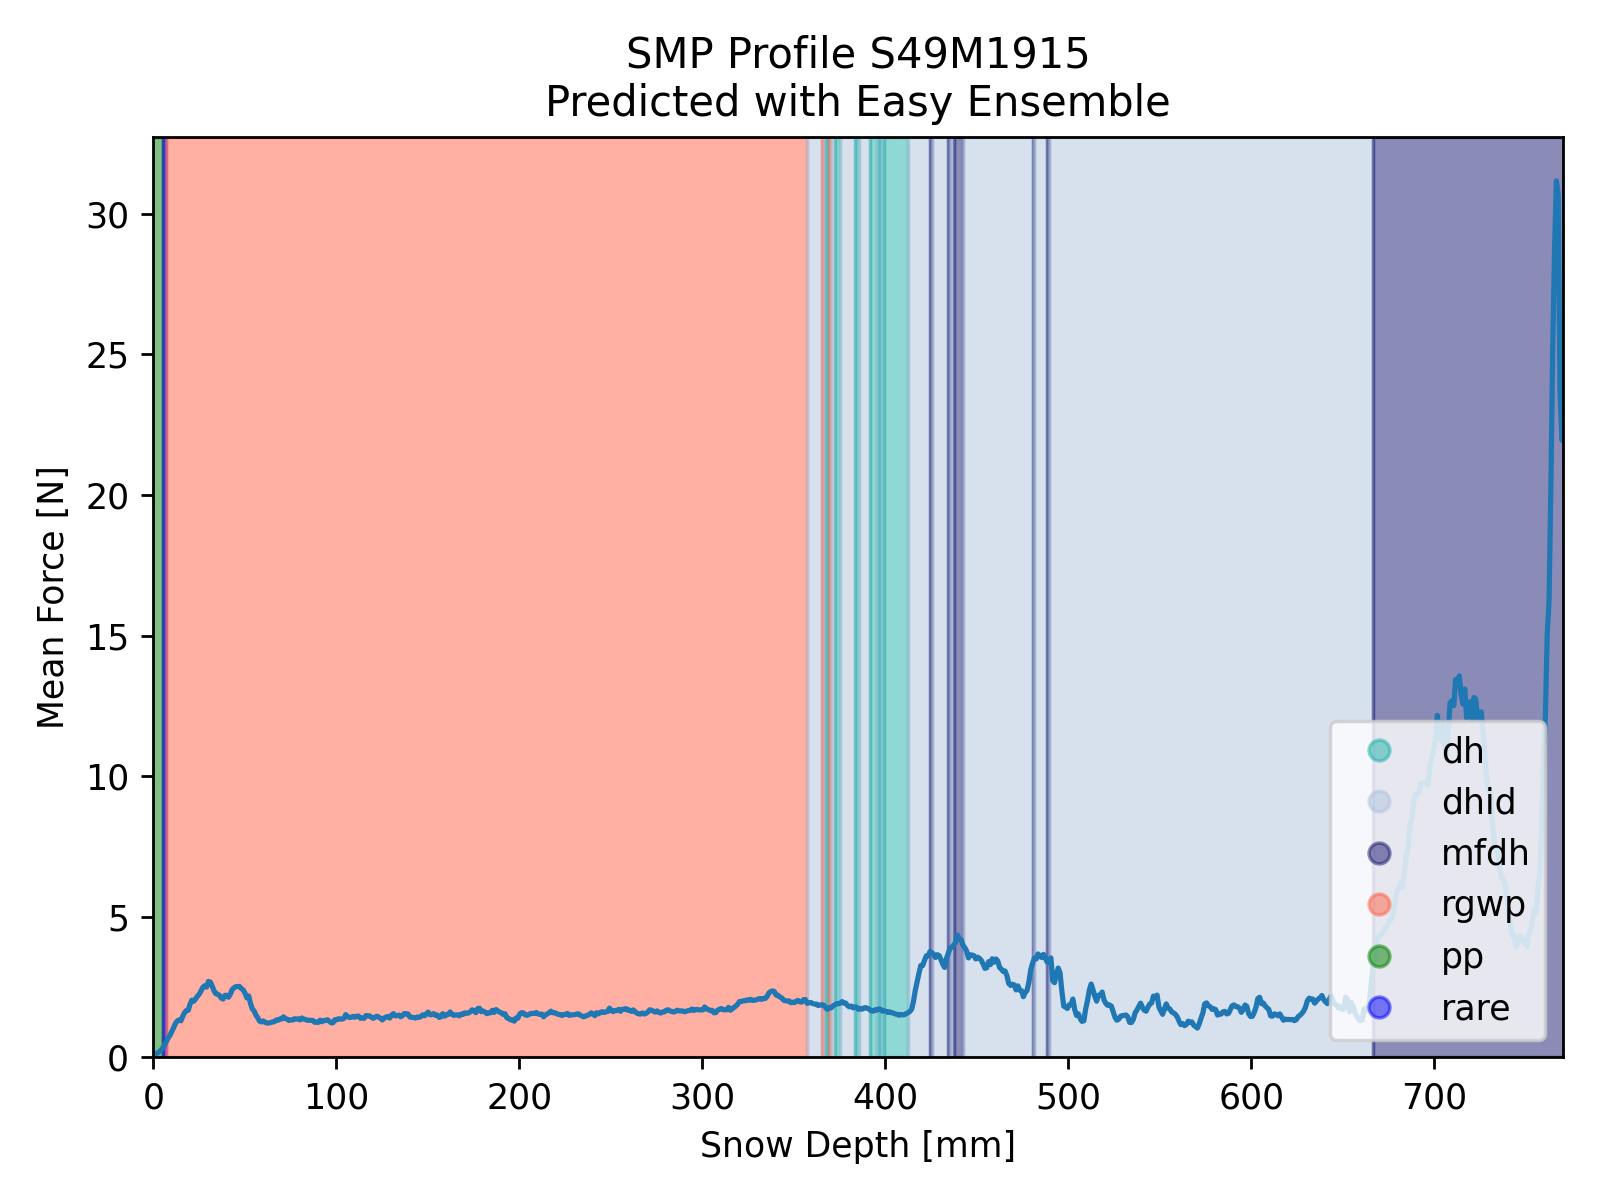 SMP Profile S49M1915
Predicted with Easy Ensemble
30
25
20
15
10
5
0
Mean Force [N]
0 100 200 300 400 500 600 700
Snow Depth [mm]
dh
dhid
mfdh
rgwp
pp
rare